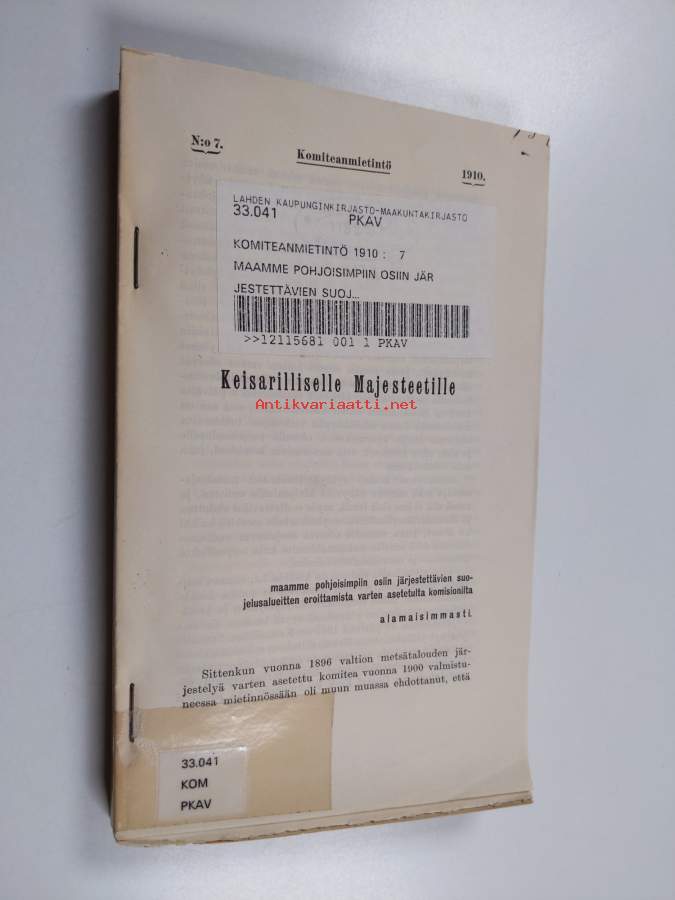 N:o 7.
Komiteanmietintö
1910.
LAHDEN KAUPUNGINKIRJASTO-MAAKUNTAKIRJASTO
33.041 PKAV
KOMITEANMIETINTÖ 1910 : 7
MAAMME POHJOISIMPIIN OSIIN JÄR
JESTETTÄVIEN SUOJ...
>>12115681 001 1 PKAV
Keisarilliselle Majesteetille
Antikvariaatti.net
maamme pohjoisimpiin osiin järjestettävien suo-
jelusalueitten eroittamista varten asetetulta komisionilta
alamaisimmasti.
Sittenkun vuonna 1896 valtion metsätalouden jär-
jestelyä varten asetettu komitea vuonna 1900 valmistu-
neessa mietinnössään oli muun muassa ehdottanut, että
33.041
KOM
PKAV